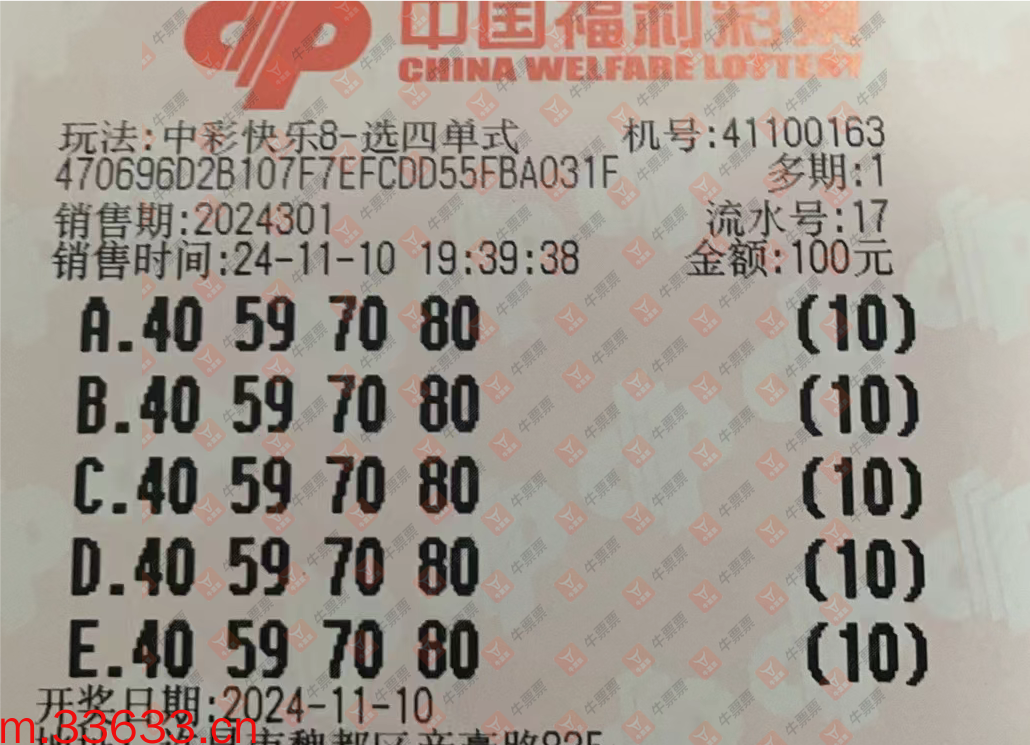 中国福利彩票
CHINA WELFARE LOTTERY
玩法:中彩快乐8-选四单式 机号:41100163
470696D2B107F7EFCDD55FBA031F 多期:1
销售期:2024301 流水号:17
销售时间:24-11-10 19:39:38 金额:100元
A.40 59 70 80 (10)
B.40 59 70 80 (10)
C.40 59 70 80 (10)
D.40 59 70 80 (10)
E.40 59 70 80 (10)
开奖日期:2024-11-10
m.33633.cn
牛票票